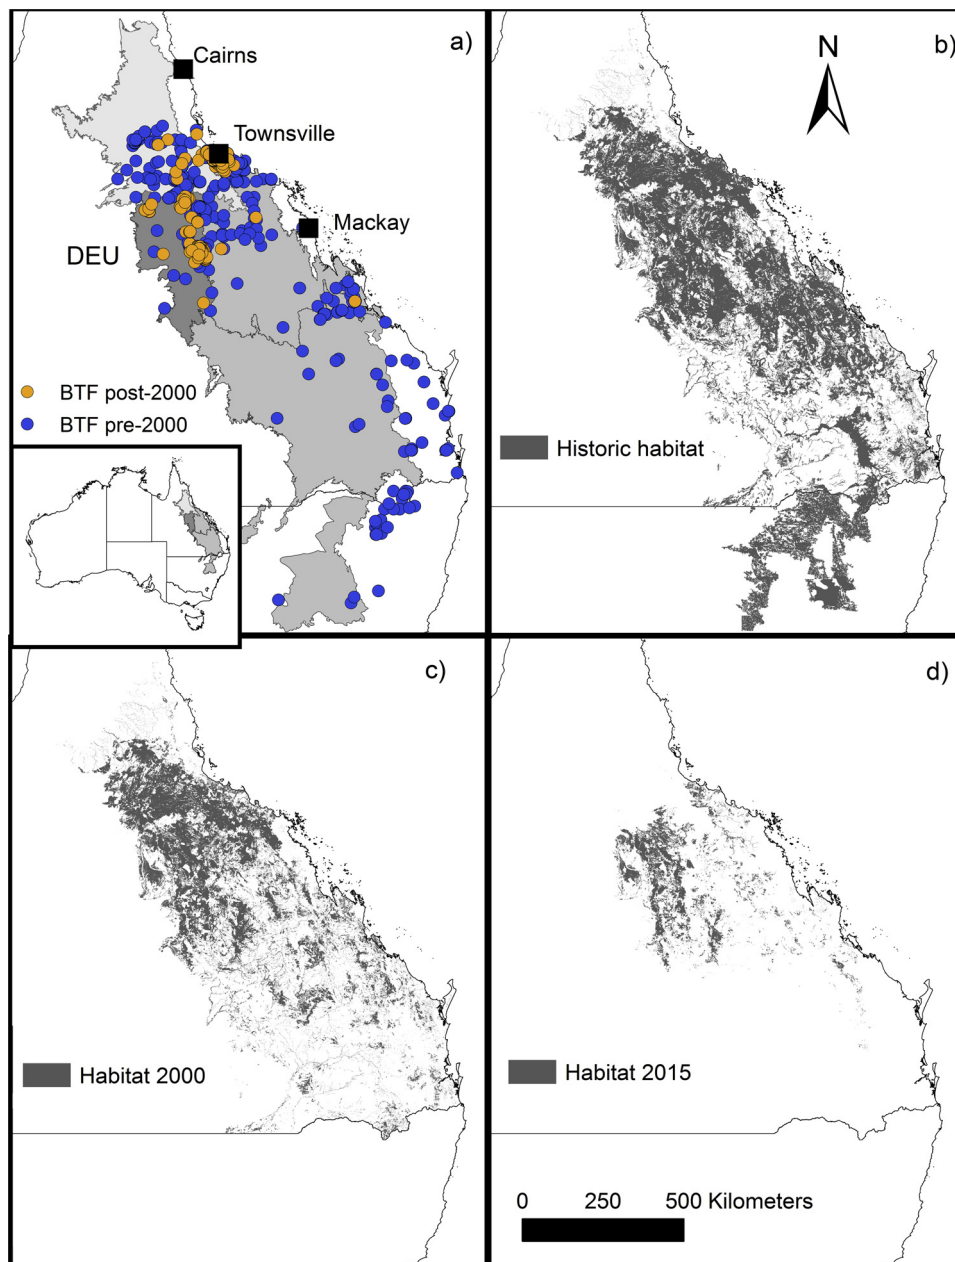 a)
Cairns
Townsville
Mackay
DEU
BTF post-2000
BTF pre-2000
b)
N
Historic habitat
c)
Habitat 2000
d)
Habitat 2015
0 250 500 Kilometers